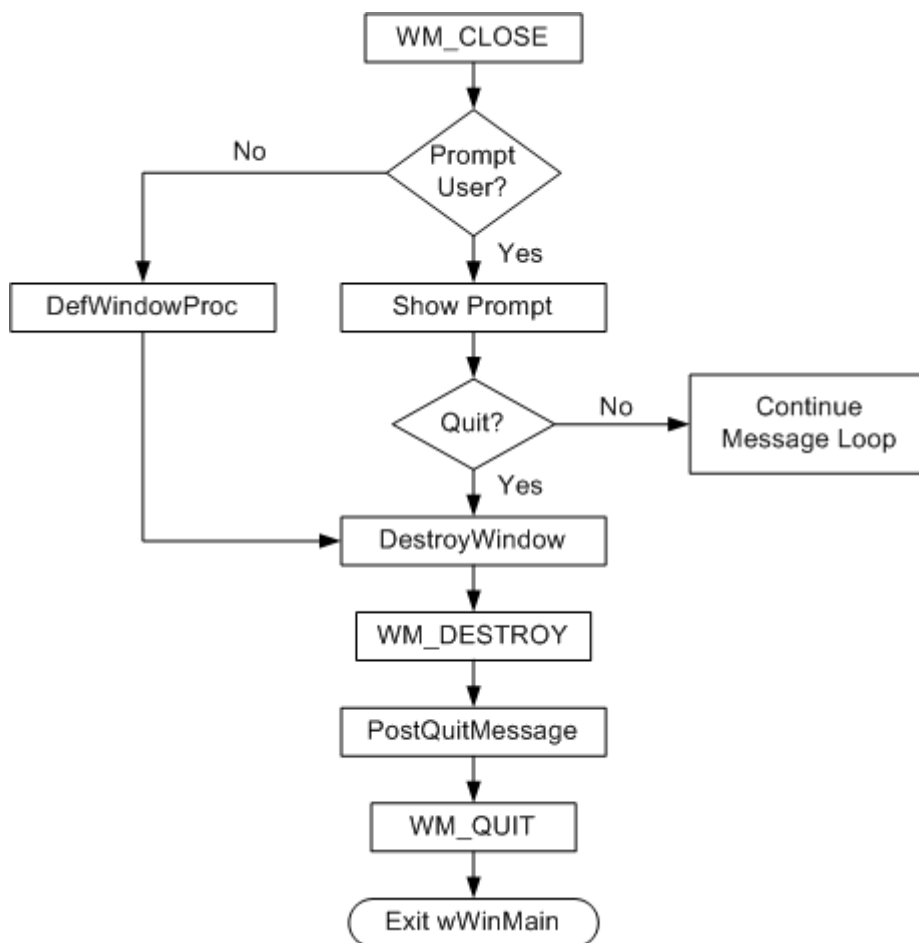 WM_CLOSE
Prompt
User?
No
Yes
DefWindowProc
Show Prompt
Quit?
No
Continue
Message Loop
Yes
DestroyWindow
WM_DESTROY
PostQuitMessage
WM_QUIT
Exit wWinMain